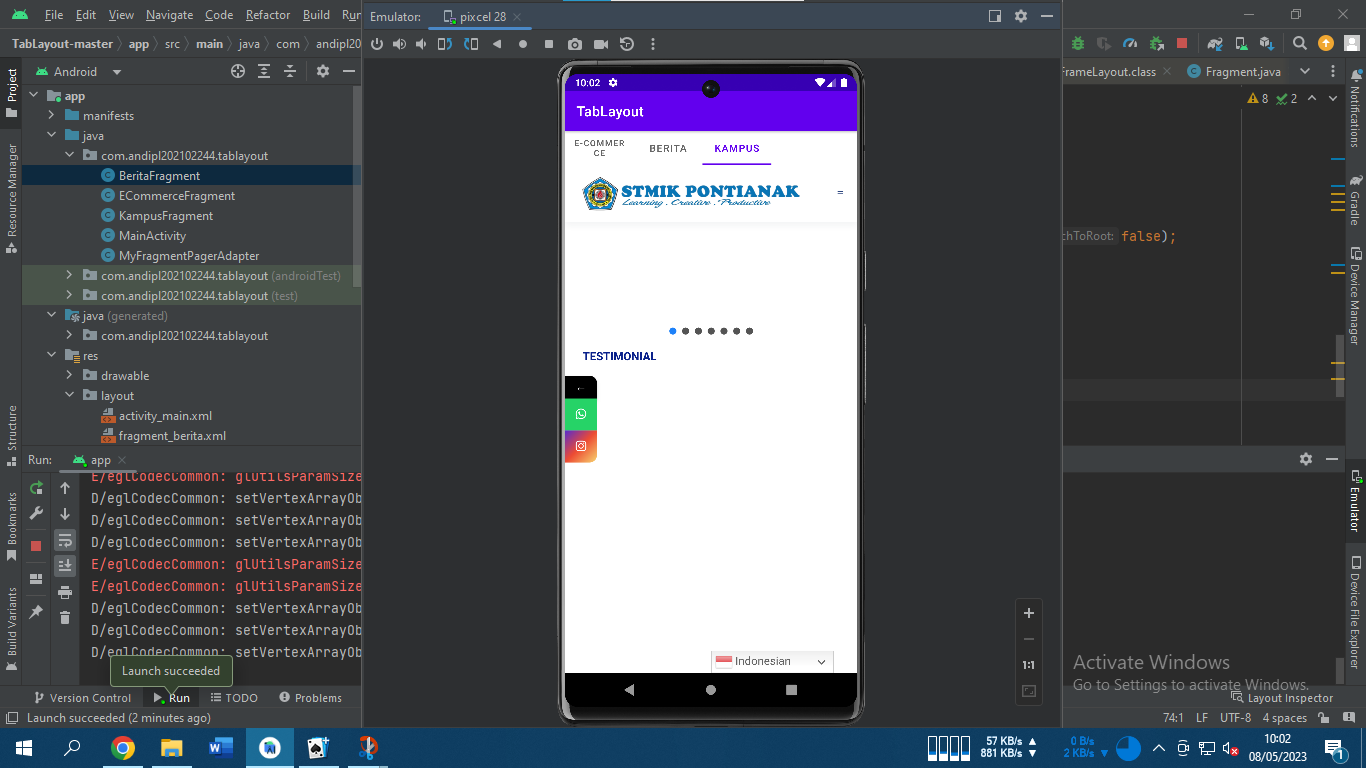 File Edit View Navigate Code Refactor Build Run
Emulator: pixcel 28
TabLayout-master app src main java com andipl20
Android
FrameLayout.class Fragment.java
8 2
Project
Resource Manager
Structure
Bookmarks
Build Variants
app
manifests
java
com.andipl202102244.tablayout
BeritaFragment
ECommerceFragment
KampusFragment
MainActivity
MyFragmentPagerAdapter
com.andipl202102244.tablayout (androidTest)
com.andipl202102244.tablayout (test)
java (generated)
com.andipl202102244.tablayout
res
drawable
layout
activity_main.xml
fragment_berita.xml
10:02
TabLayout
E-COMMER
CE
BERITA KAMPUS
STMIK PONTIANAK
Learning . Creative . Productive
TESTIMONIAL
Indonesian
chToRoot: false);
1:1
Notifications
Gradle
Device Manager
Emulator
Device File Explorer
Run: app
E/eglCodecCommon: glUtilsParamSize
D/eglCodecCommon: setVertexArrayOb
D/eglCodecCommon: setVertexArrayOb
D/eglCodecCommon: setVertexArrayOb
E/eglCodecCommon: glUtilsParamSize
E/eglCodecCommon: glUtilsParamSize
D/eglCodecCommon: setVertexArrayOb
D/eglCodecCommon: setVertexArrayOb
D/eglCodecCommon: setVertexArrayOb
Launch succeeded
Activate Windows
Go to Settings to activate Windows.
Version Control Run TODO Problems Layout Inspector
Launch succeeded (2 minutes ago) 74:1 LF UTF-8 4 spaces
57 KB/s
881 KB/s
0 B/s
2 KB/s
10:02
08/05/2023
1